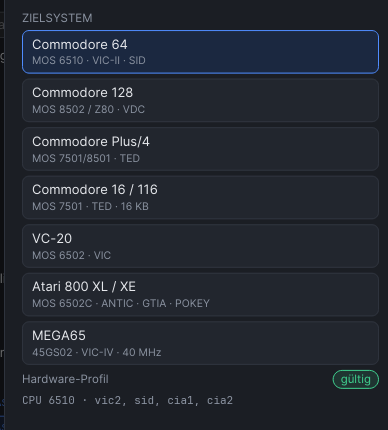 ZIELSYSTEM
Commodore 64
MOS 6510 · VIC-II · SID
Commodore 128
MOS 8502 / Z80 · VDC
Commodore Plus/4
MOS 7501/8501 · TED
Commodore 16 / 116
MOS 7501 · TED · 16 KB
VC-20
MOS 6502 · VIC
Atari 800 XL / XE
MOS 6502C · ANTIC · GTIA · POKEY
MEGA65
45GS02 · VIC-IV · 40 MHz
Hardware-Profil gültig
CPU 6510 · vic2, sid, cia1, cia2